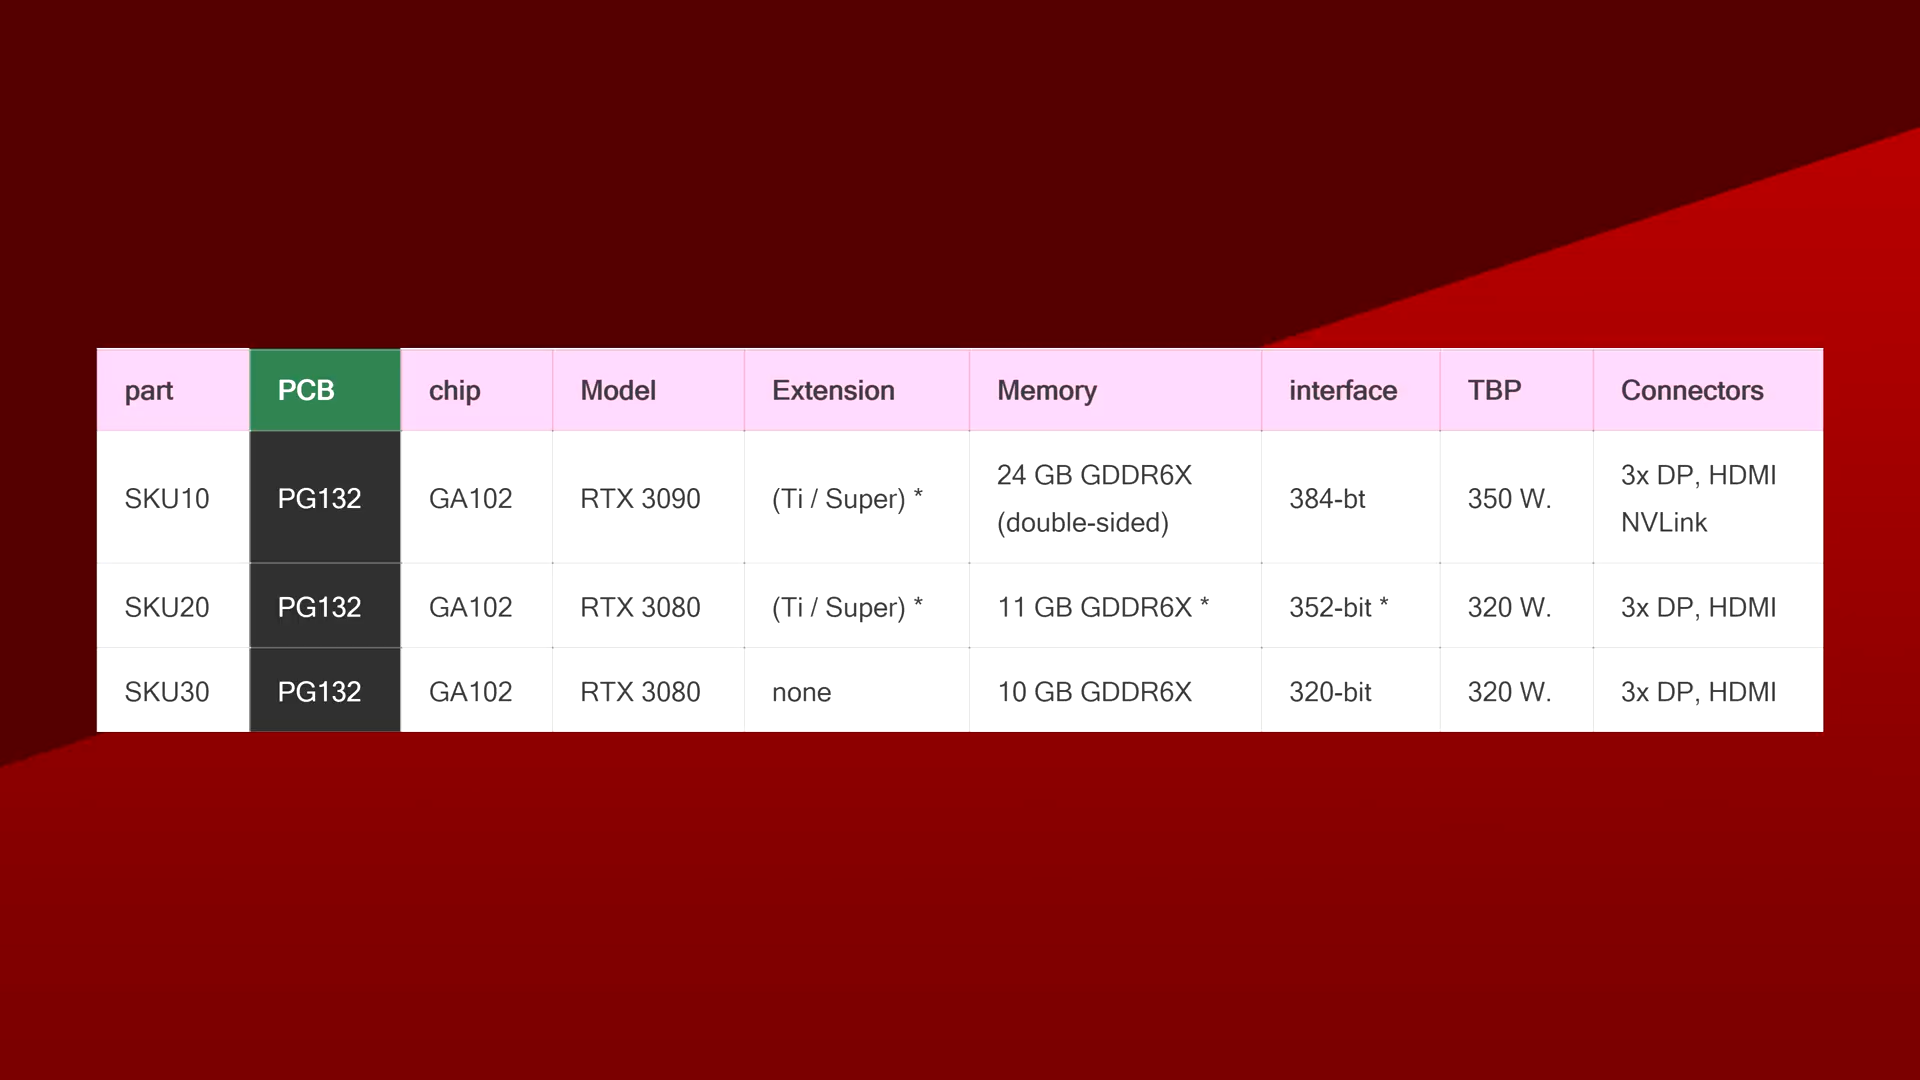 part PCB chip Model Extension Memory interface TBP Connectors
SKU10 PG132 GA102 RTX 3090 (Ti / Super) * 24 GB GDDR6X (double-sided) 384-bt 350 W. 3x DP, HDMI NVLink
SKU20 PG132 GA102 RTX 3080 (Ti / Super) * 11 GB GDDR6X * 352-bit * 320 W. 3x DP, HDMI
SKU30 PG132 GA102 RTX 3080 none 10 GB GDDR6X 320-bit 320 W. 3x DP, HDMI